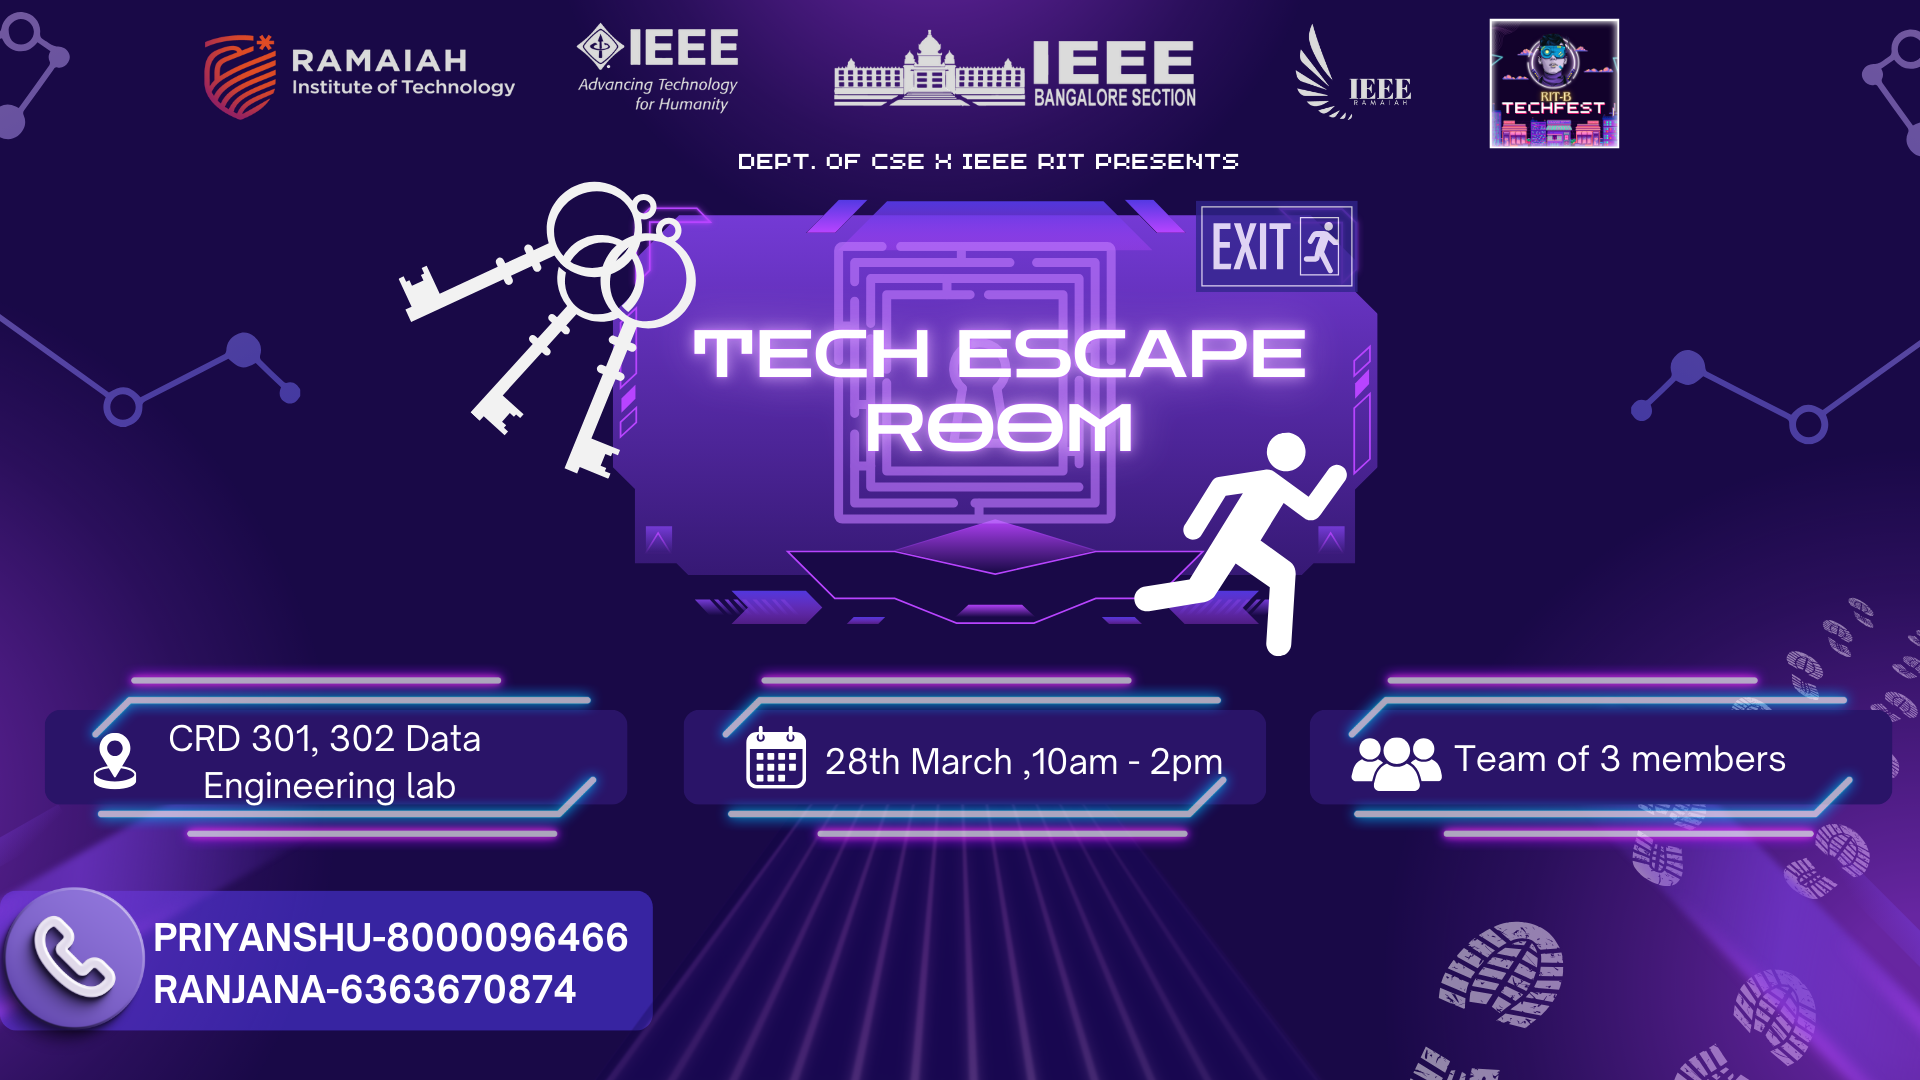 RAMAIAH
Institute of Technology
IEEE
Advancing Technology
for Humanity
IEEE
BANGALORE SECTION
IEEE
RAMAIAH
RIT-B
TECHFEST
DEPT. OF CSE X IEEE RIT PRESENTS
EXIT
TECH ESCAPE
ROOM
CRD 301, 302 Data
Engineering lab
28th March ,10am - 2pm
Team of 3 members
PRIYANSHU-8000096466
RANJANA-6363670874